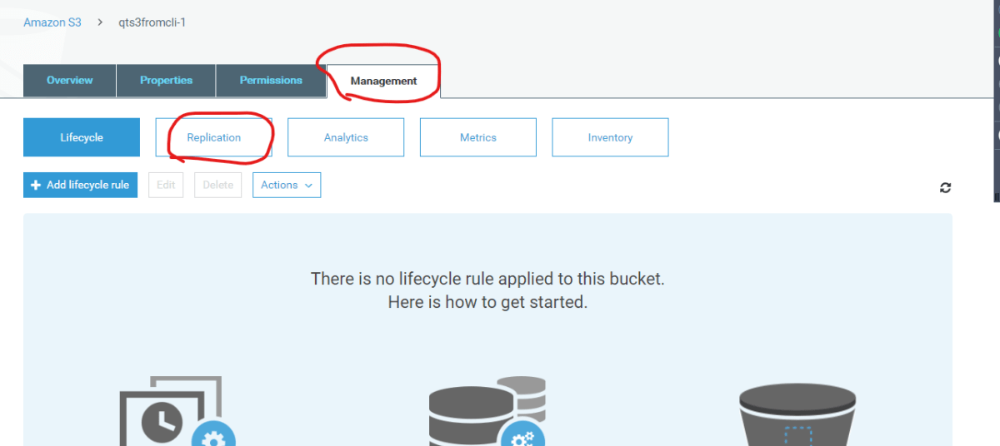 Amazon S3 > qts3fromcli-1
Overview Properties Permissions Management
Lifecycle Replication Analytics Metrics Inventory
+ Add lifecycle rule Edit Delete Actions
There is no lifecycle rule applied to this bucket.
Here is how to get started.